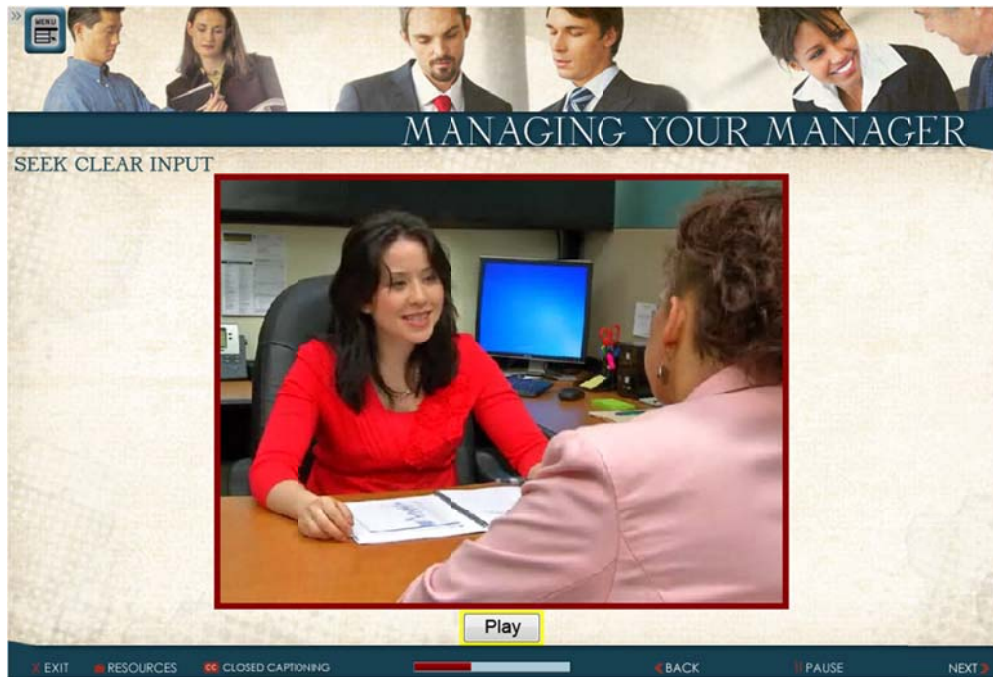 MENU
MANAGING YOUR MANAGER
SEEK CLEAR INPUT
Play
X EXIT RESOURCES CC CLOSED CAPTIONING BACK PAUSE NEXT